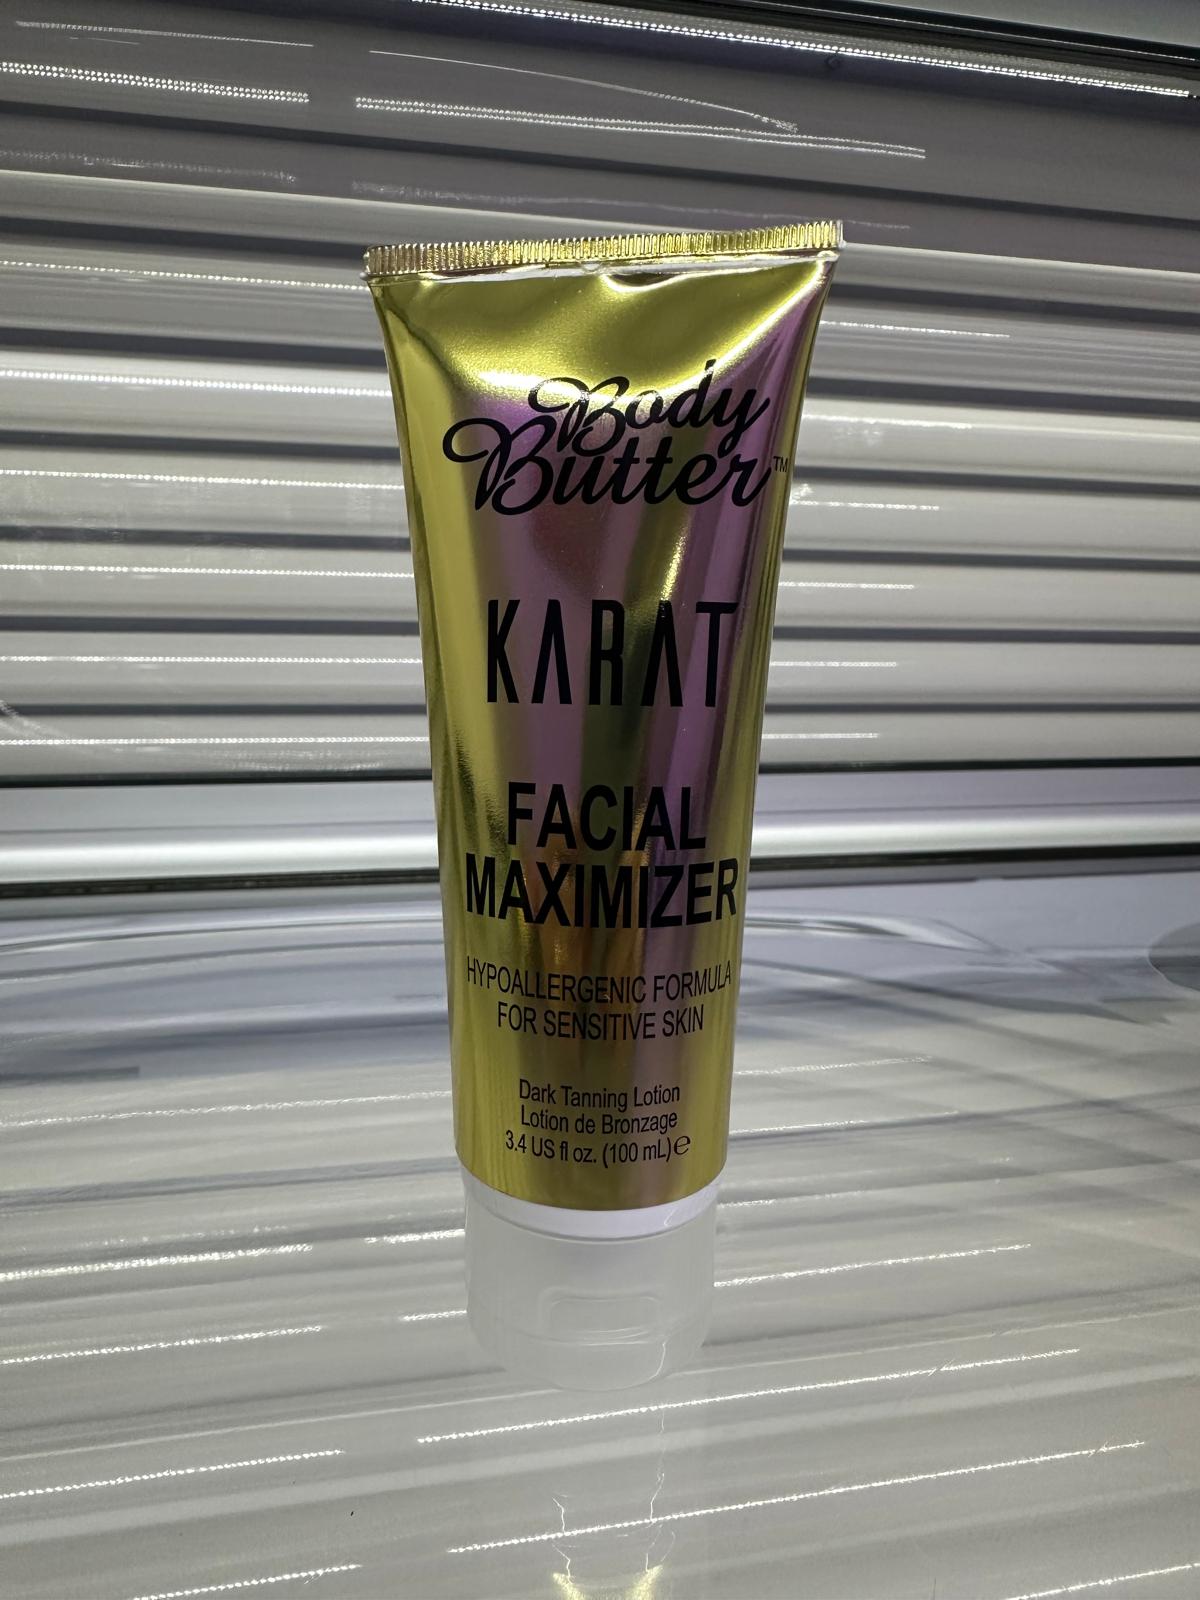 Body
Butter™
KARAT
FACIAL
MAXIMIZER
HYPOALLERGENIC FORMULA
FOR SENSITIVE SKIN
Dark Tanning Lotion
Lotion de Bronzage
3.4 US fl oz. (100 mL) ℮